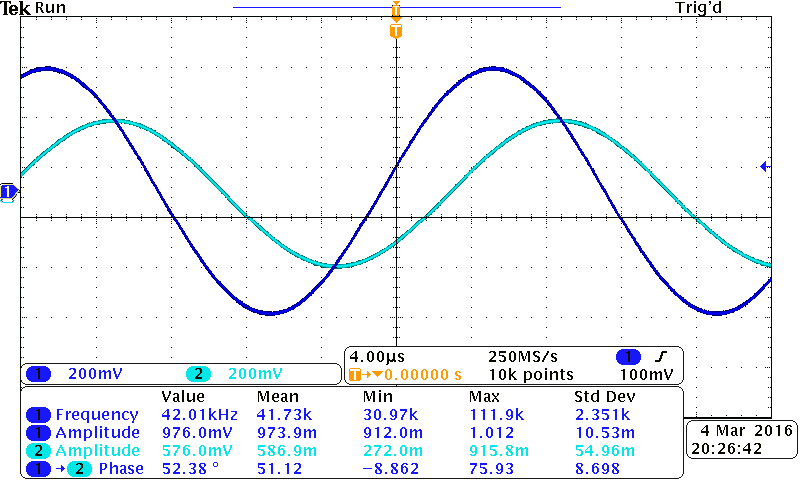 Tek Run Trig'd
T
T
1
4.00μs 250MS/s 1 ʃ
1 200mV 2 200mV T→▼0.00000 s 10k points 100mV
Value Mean Min Max Std Dev
1 Frequency 42.01kHz 41.73k 30.97k 111.9k 2.351k
1 Amplitude 976.0mV 973.9m 912.0m 1.012 10.53m
2 Amplitude 576.0mV 586.9m 272.0m 915.8m 54.96m
1 → 2 Phase 52.38 ° 51.12 −8.862 75.93 8.698
4 Mar 2016
20:26:42